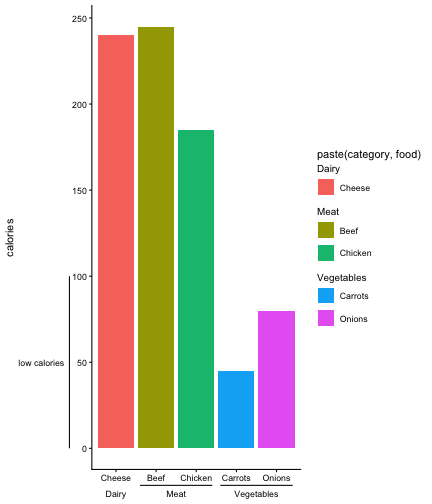 250
200
150
100
50
0
calories
low calories
Cheese Beef Chicken Carrots Onions
Dairy Meat Vegetables
paste(category, food)
Dairy
Cheese
Meat
Beef
Chicken
Vegetables
Carrots
Onions